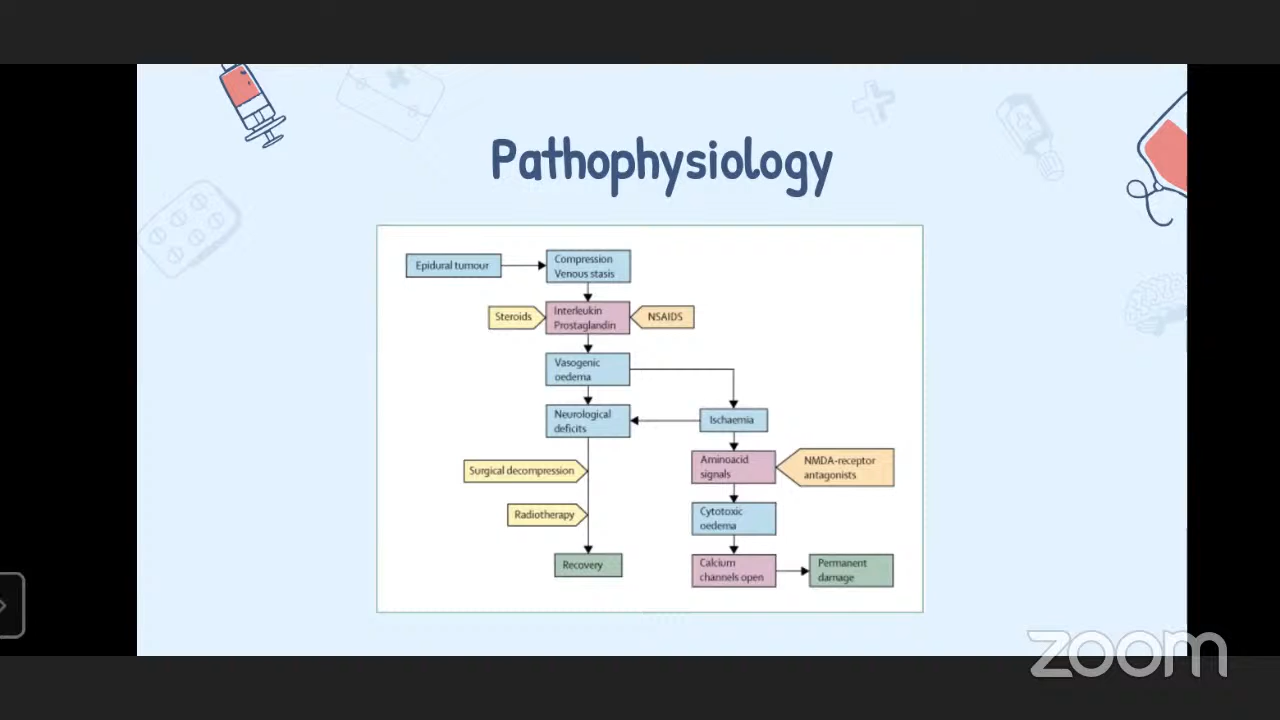 Pathophysiology
Epidural tumour
Compression
Venous stasis
Steroids
Interleukin
Prostaglandin
NSAIDS
Vasogenic
oedema
Neurological
deficits
Ischaemia
Surgical decompression
Aminoacid
signals
NMDA-receptor
antagonists
Radiotherapy
Cytotoxic
oedema
Recovery
Calcium
channels open
Permanent
damage
zoom